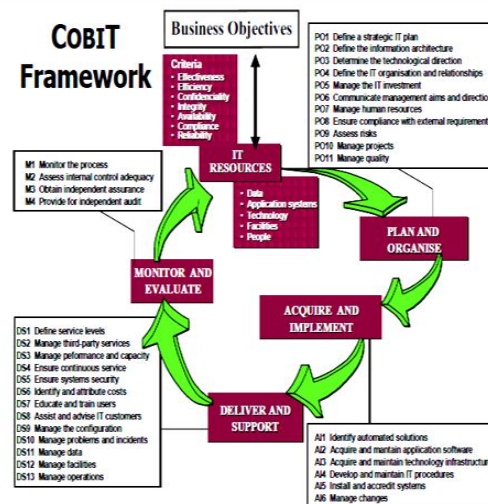 COBIT
Framework
Business Objectives
Criteria
• Effectiveness
• Efficiency
• Confidenciality
• Integrity
• Availability
• Compliance
• Reliability
IT
RESOURCES
• Data
• Application systems
• Technology
• Facilities
• People
PO1 Define a strategic IT plan
PO2 Define the information architecture
PO3 Determine the technological direction
PO4 Define the IT organisation and relationships
PO5 Manage the IT investment
PO6 Communicate management aims and direction
PO7 Manage human resources
PO8 Ensure compliance with external requirement
PO9 Assess risks
PO10 Manage projects
PO11 Manage quality
PLAN AND
ORGANISE
ACQUIRE AND
IMPLEMENT
AI1 Identify automated solutions
AI2 Acquire and mantain application software
AI3 Acquire and maintain technology infrastructure
AI4 Develop and maintain IT procedures
AI5 Install and accredit systems
AI6 Manage changes
DELIVER AND
SUPPORT
DS1 Define service levels
DS2 Manage third-party services
DS3 Manage peformance and capacity
DS4 Ensure continuous service
DS5 Ensure systems security
DS6 Identify and attribute costs
DS7 Educate and train users
DS8 Assist and advise IT customers
DS9 Manage the configuration
DS10 Manage problems and incidents
DS11 Manage data
DS12 Manage facilities
DS13 Manage operations
MONITOR AND
EVALUATE
M1 Monitor the process
M2 Assess internal control adequacy
M3 Obtain independent assurance
M4 Provide for independent audit